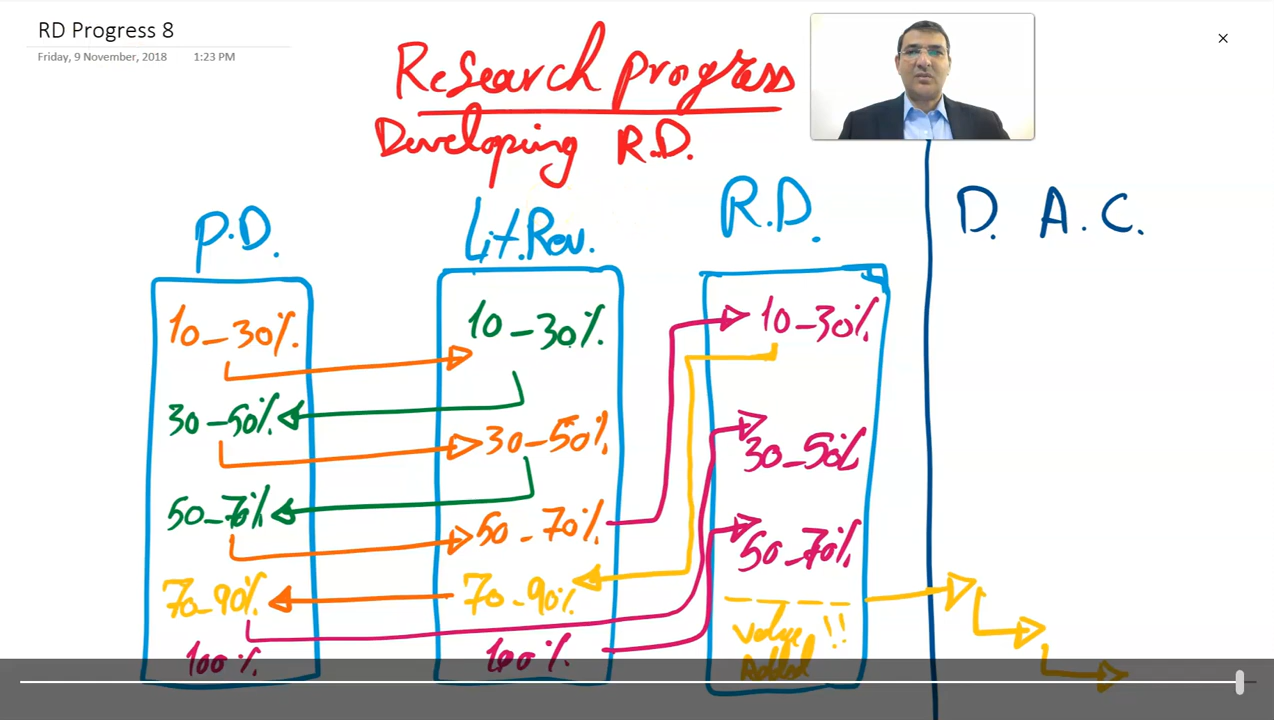 RD Progress 8
Friday, 9 November, 2018 1:23 PM
Research progress
Developing R.D.
P.D.
Lit.Rev.
R.D.
D. A. C.
10-30%
30-50%
50-70%
70-90%
100%
10-30%
30-50%
50-70%
70-90%
100%
10-30%
30-50%
50-70%
Value !!
Added